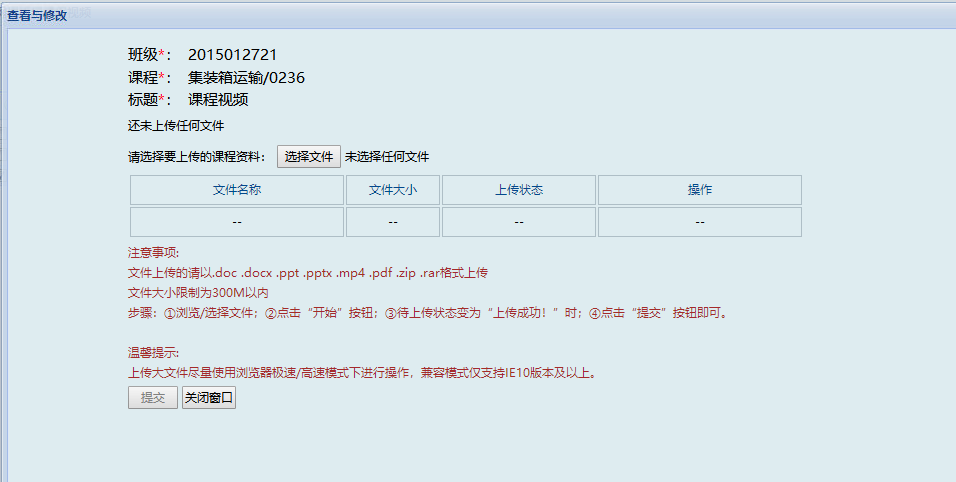 查看与修改
班级*： 2015012721
课程*： 集装箱运输/0236
标题*： 课程视频
还未上传任何文件
请选择要上传的课程资料： 选择文件 未选择任何文件
文件名称 文件大小 上传状态 操作
-- -- -- --
注意事项:
文件上传的请以.doc .docx .ppt .pptx .mp4 .pdf .zip .rar格式上传
文件大小限制为300M以内
步骤：①浏览/选择文件；②点击“开始”按钮；③待上传状态变为“上传成功！”时；④点击“提交”按钮即可。
温馨提示:
上传大文件尽量使用浏览器极速/高速模式下进行操作，兼容模式仅支持IE10版本及以上。
提交 关闭窗口